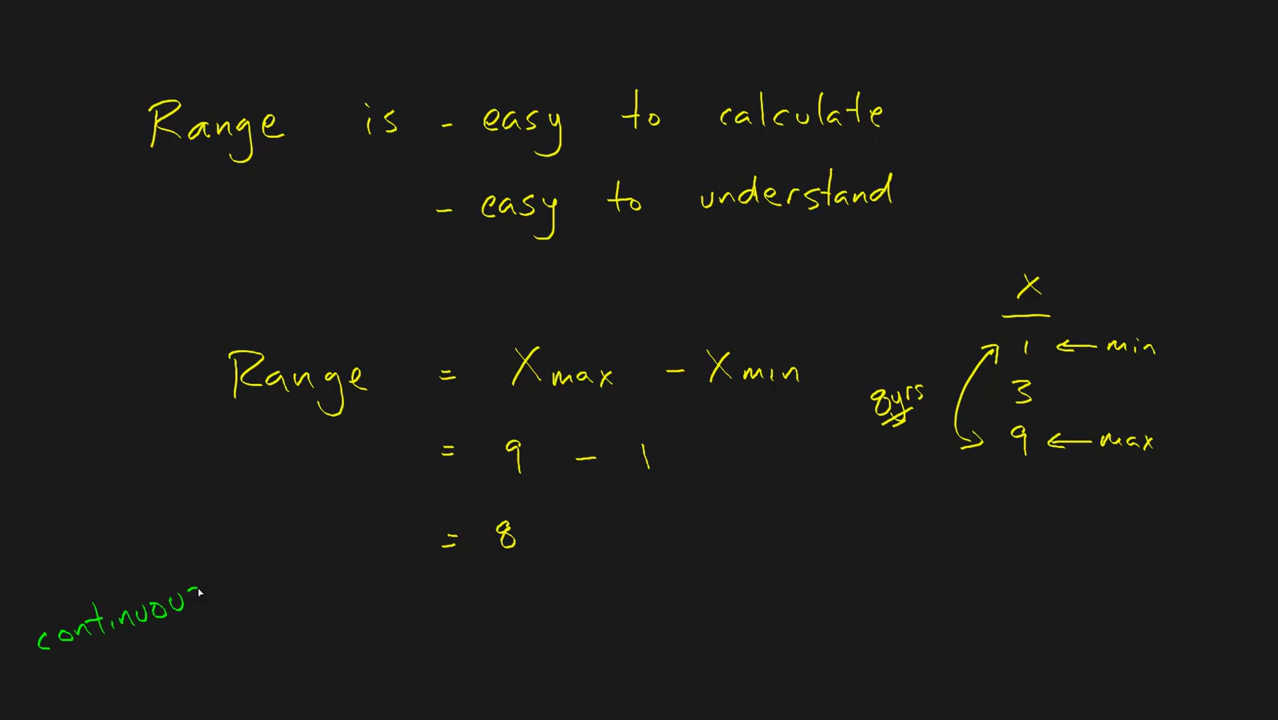 Range is - easy to calculate
- easy to understand
X
Range = Xmax - Xmin
1 ← min
3
9 ← max
8yrs
= 9 - 1
= 8
continuou